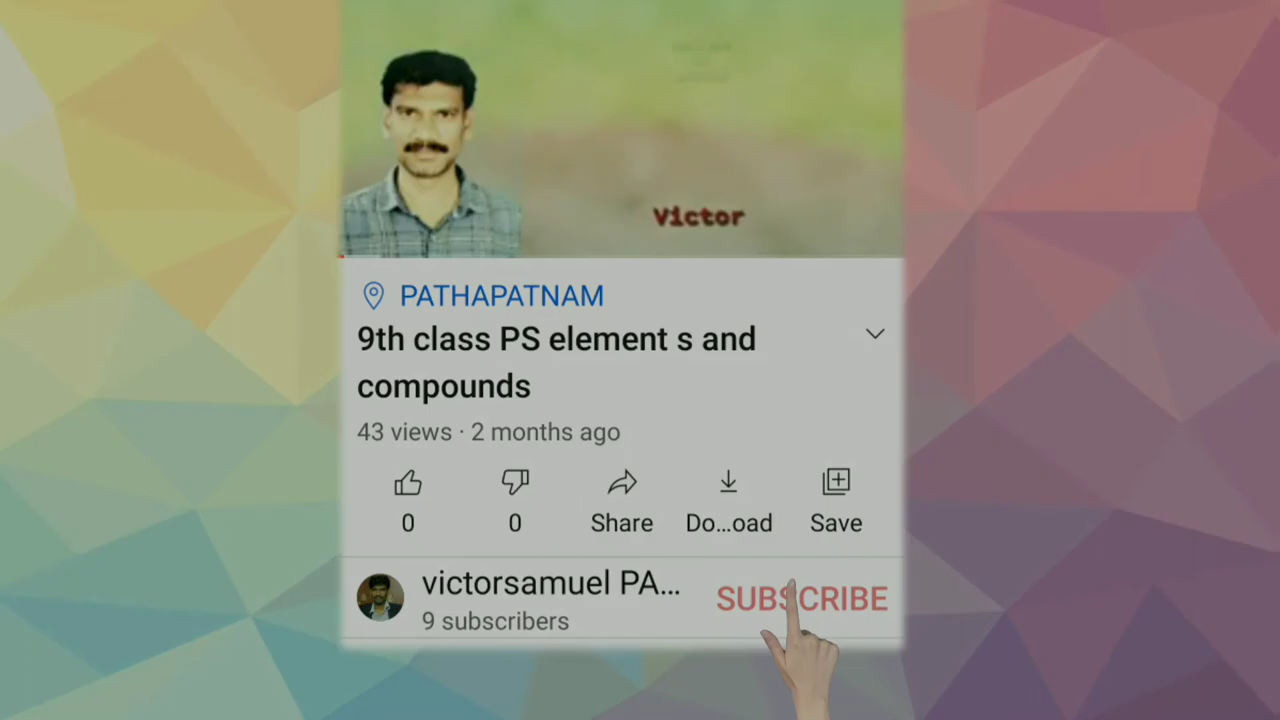 Victor
PATHAPATNAM
9th class PS element s and
compounds
43 views · 2 months ago
0 0 Share Do...oad Save
victorsamuel PA...
SUBSCRIBE
9 subscribers